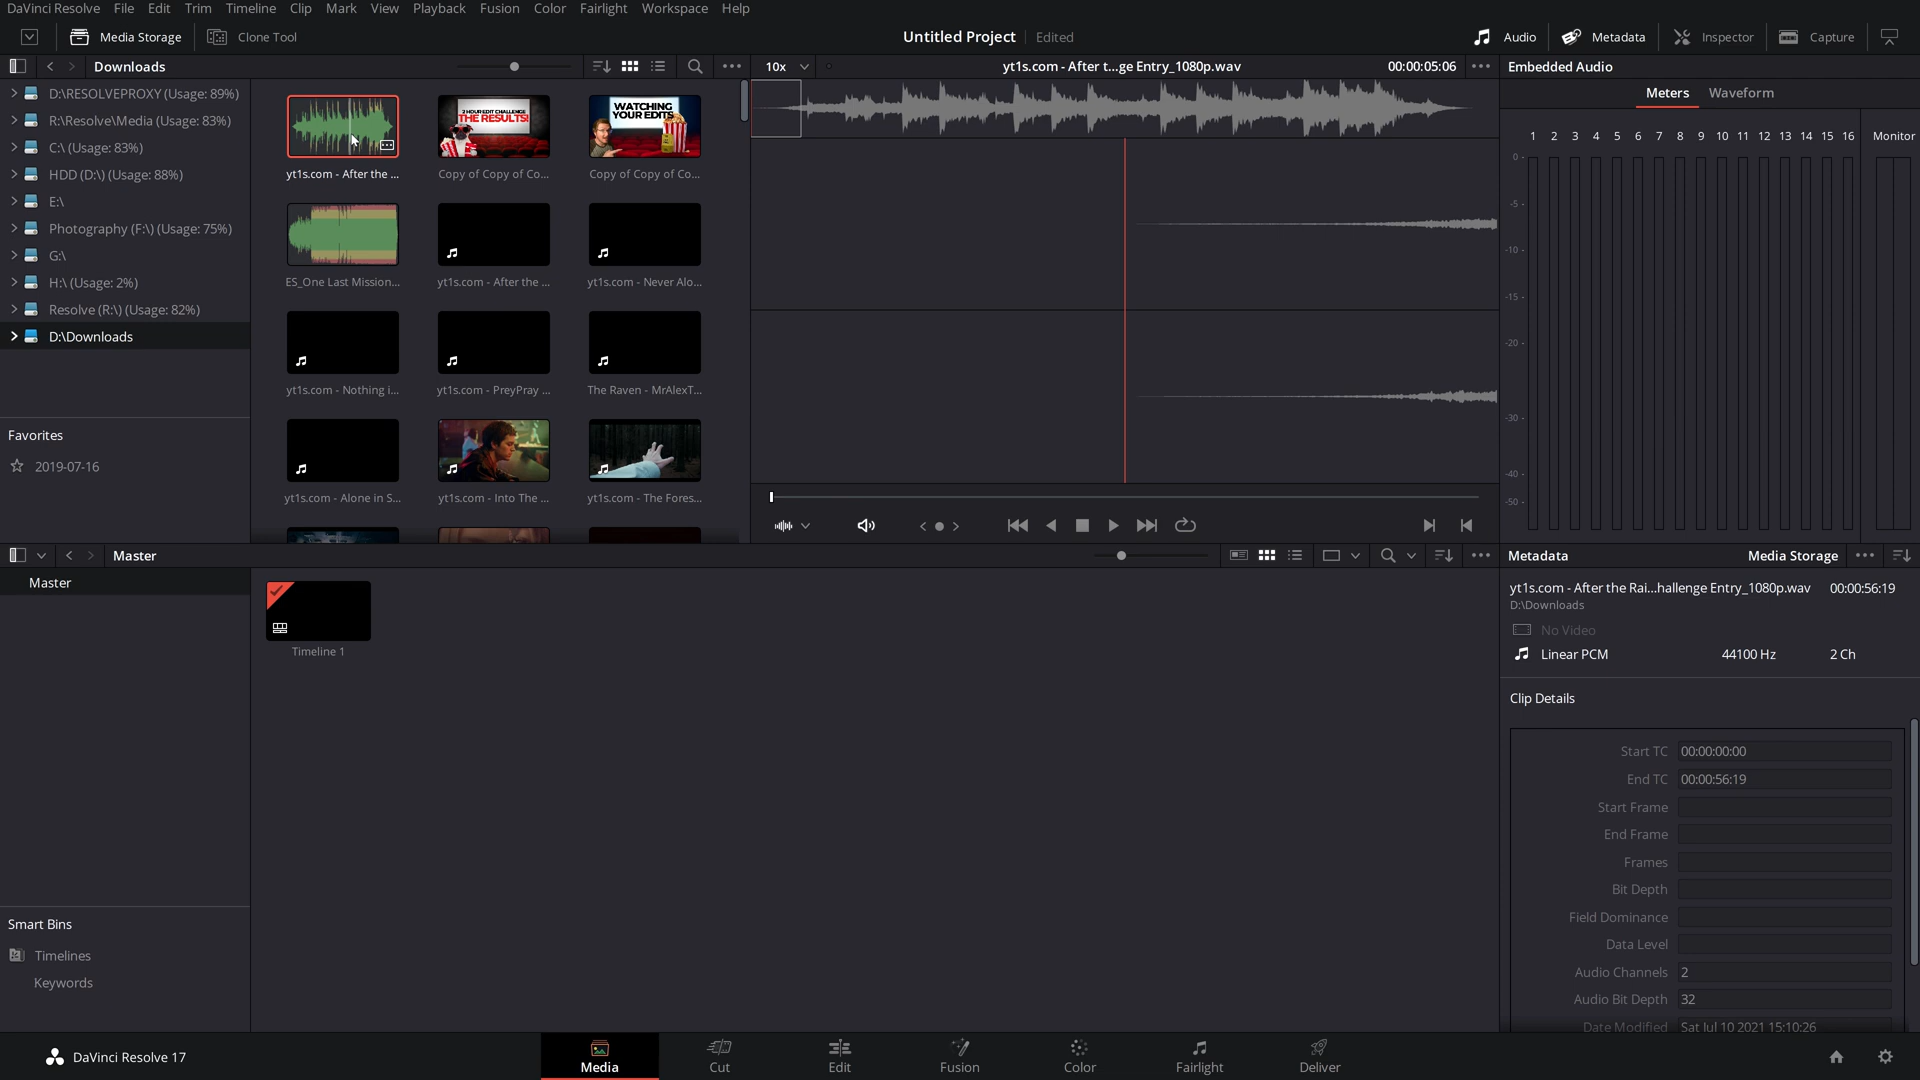 DaVinci Resolve File Edit Trim Timeline Clip Mark View Playback Fusion Color Fairlight Workspace Help
Media Storage Clone Tool Untitled Project Edited Audio Metadata Inspector Capture
Downloads
D:\RESOLVEPROXY (Usage: 89%)
R:\Resolve\Media (Usage: 83%)
C:\ (Usage: 83%)
HDD (D:\) (Usage: 88%)
E:\
Photography (F:\) (Usage: 75%)
G:\
H:\ (Usage: 2%)
Resolve (R:\) (Usage: 82%)
D:\Downloads
Favorites
2019-07-16
2 HOUR EDIT CHALLENGE
THE RESULTS!
WATCHING
YOUR EDITS
yt1s.com - After the ... Copy of Copy of Co... Copy of Copy of Co...
ES_One Last Mission... yt1s.com - After the ... yt1s.com - Never Alo...
yt1s.com - Nothing i... yt1s.com - PreyPray ... The Raven - MrAlexT...
yt1s.com - Alone in S... yt1s.com - Into The ... yt1s.com - The Fores...
10x yt1s.com - After t...ge Entry_1080p.wav 00:00:05:06
Embedded Audio
Meters Waveform
1 2 3 4 5 6 7 8 9 10 11 12 13 14 15 16 Monitor
0
-5
-10
-15
-20
-30
-40
-50
Master
Master
Timeline 1
Smart Bins
Timelines
Keywords
Metadata Media Storage
yt1s.com - After the Rai...hallenge Entry_1080p.wav 00:00:56:19
D:\Downloads
No Video
Linear PCM 44100 Hz 2 Ch
Clip Details
Start TC 00:00:00:00
End TC 00:00:56:19
Start Frame
End Frame
Frames
Bit Depth
Field Dominance
Data Level
Audio Channels 2
Audio Bit Depth 32
Date Modified Sat Jul 10 2021 15:10:26
DaVinci Resolve 17 Media Cut Edit Fusion Color Fairlight Deliver